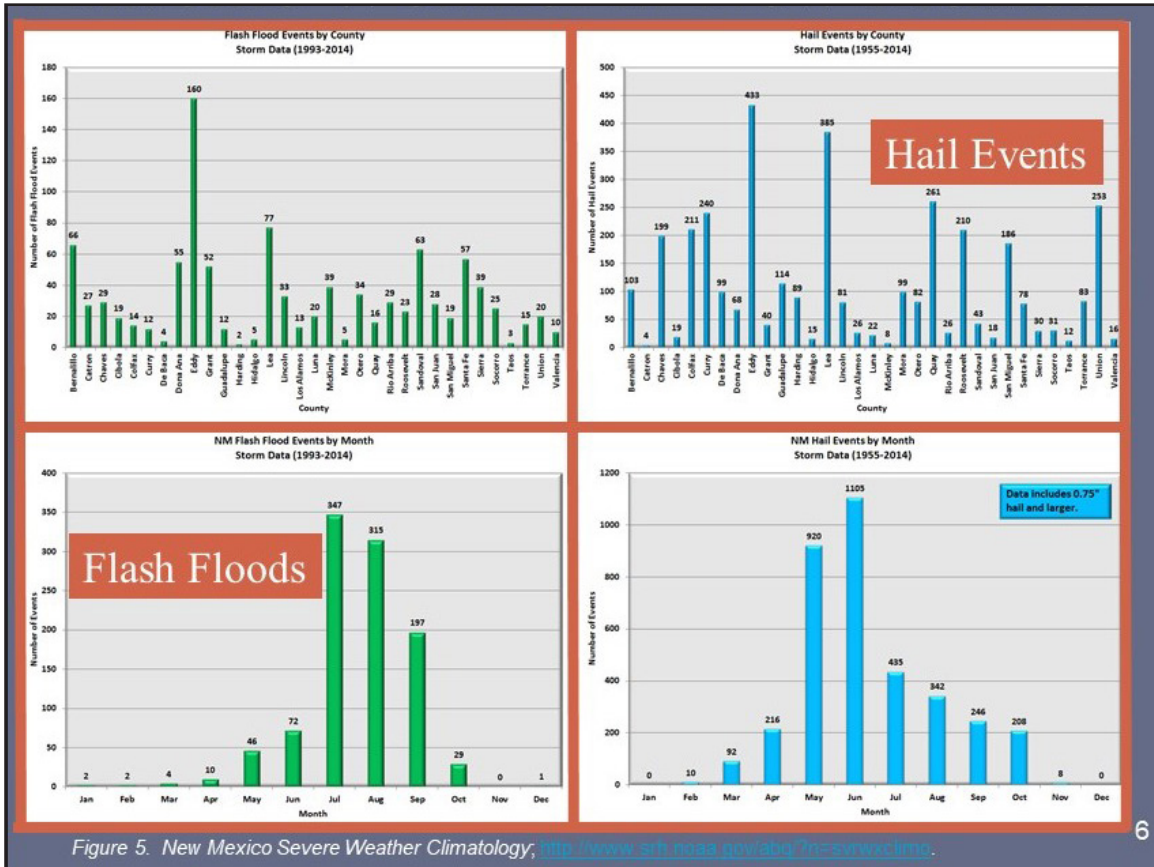 Flash Flood Events by County
Storm Data (1993-2014)
Number of Flash Flood Events
180
160
140
120
100
80
60
40
20
0
66
27
29
19
14
12
4
55
160
52
12
2
5
77
33
13
20
39
5
34
16
29
23
63
28
19
57
39
25
3
15
20
10
Bernalillo
Catron
Chaves
Cibola
Colfax
Curry
De Baca
Dona Ana
Eddy
Grant
Guadalupe
Harding
Hidalgo
Lea
Lincoln
Los Alamos
Luna
McKinley
Mora
Otero
Quay
Rio Arriba
Roosevelt
Sandoval
San Juan
San Miguel
Santa Fe
Sierra
Socorro
Taos
Torrance
Union
Valencia
County
Hail Events by County
Storm Data (1955-2014)
Hail Events
Number of Hail Events
500
450
400
350
300
250
200
150
100
50
0
103
4
199
19
211
240
99
68
433
40
114
89
15
385
81
26
22
8
99
82
261
26
210
43
18
186
78
30
31
12
83
253
16
Bernalillo
Catron
Chaves
Cibola
Colfax
Curry
De Baca
Dona Ana
Eddy
Grant
Guadalupe
Harding
Hidalgo
Lea
Lincoln
Los Alamos
Luna
McKinley
Mora
Otero
Quay
Rio Arriba
Roosevelt
Sandoval
San Juan
San Miguel
Santa Fe
Sierra
Socorro
Taos
Torrance
Union
Valencia
County
NM Flash Flood Events by Month
Storm Data (1993-2014)
Flash Floods
Number of Events
400
350
300
250
200
150
100
50
0
2
2
4
10
46
72
347
315
197
29
0
1
Jan Feb Mar Apr May Jun Jul Aug Sep Oct Nov Dec
Month
NM Hail Events by Month
Storm Data (1955-2014)
Data includes 0.75"
hail and larger.
Number of Events
1200
1000
800
600
400
200
0
0
10
92
216
920
1105
435
342
246
208
8
0
Jan Feb Mar Apr May Jun Jul Aug Sep Oct Nov Dec
Month
Figure 5. New Mexico Severe Weather Climatology; http://www.srh.noaa.gov/abq/?n=svrwxclimo.
6